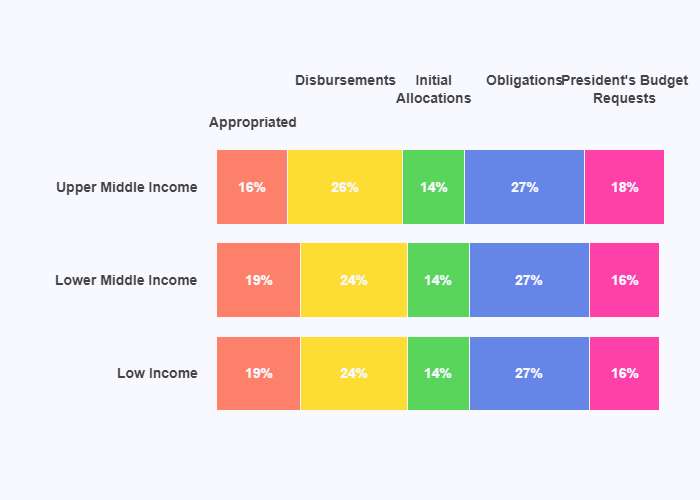 Disbursements
Initial
Allocations
Obligations
President's Budget
Requests
Appropriated
Upper Middle Income 16% 26% 14% 27% 18%
Lower Middle Income 19% 24% 14% 27% 16%
Low Income 19% 24% 14% 27% 16%